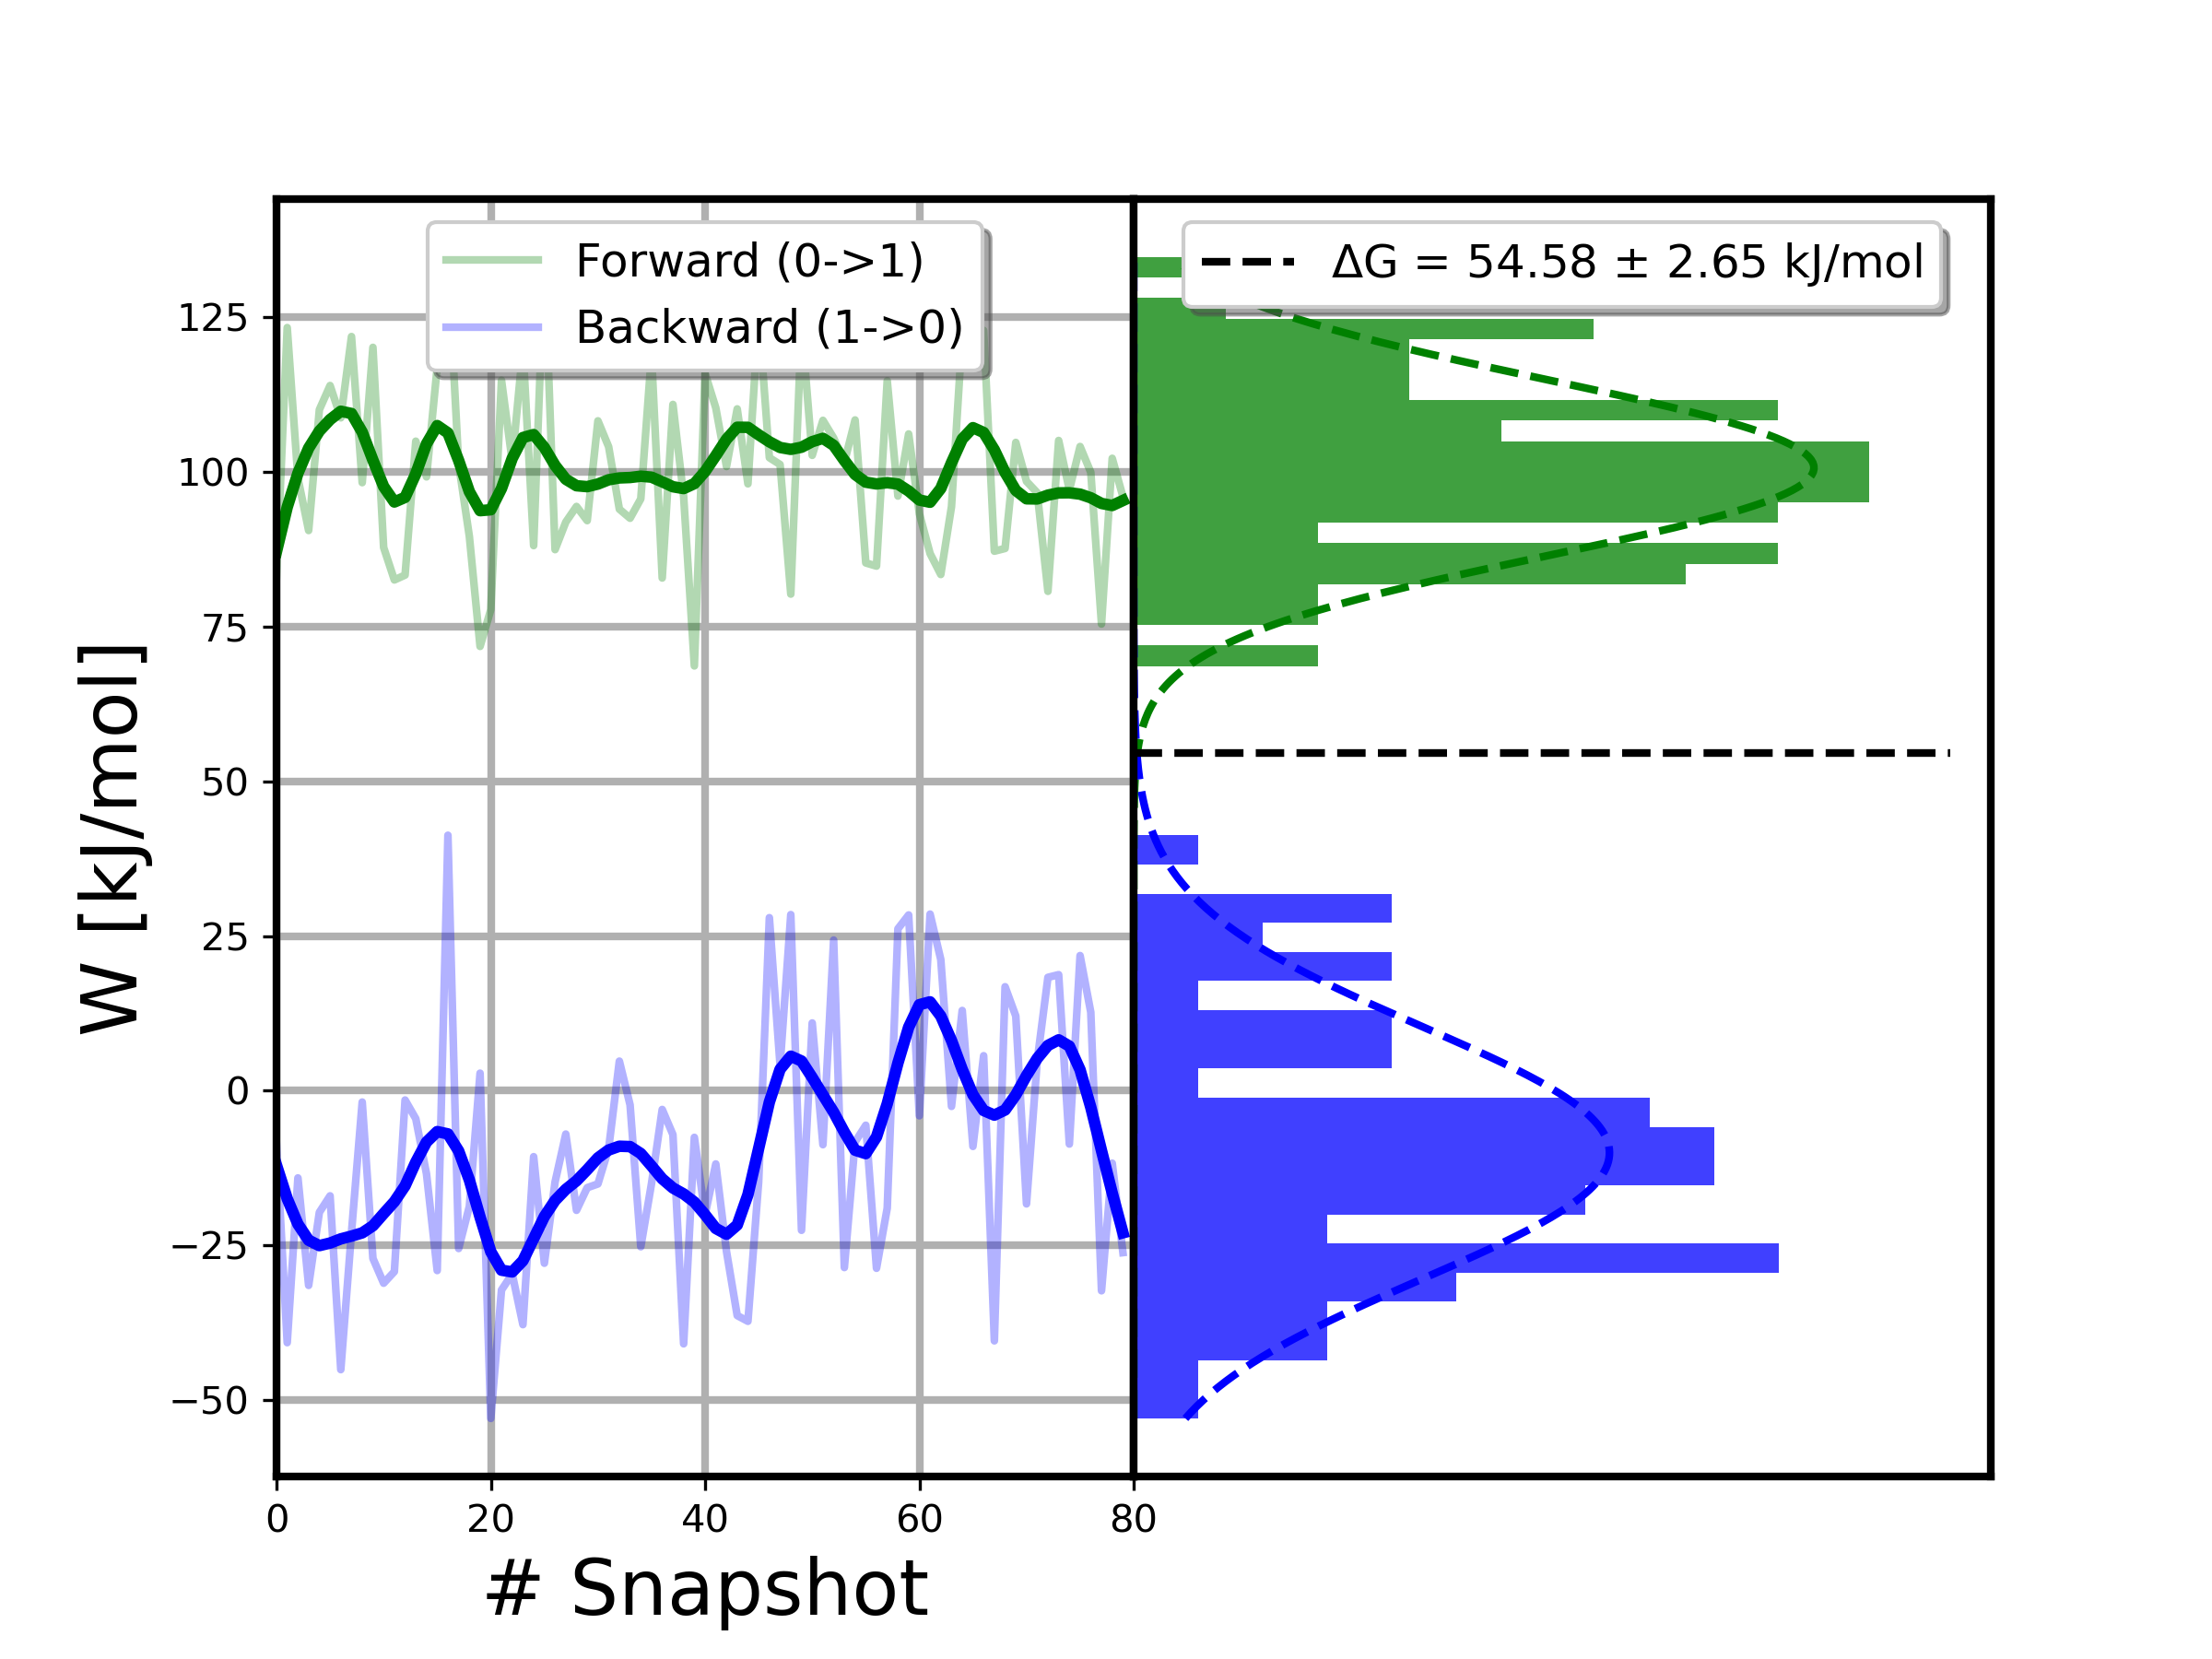 Forward (0->1)
Backward (1->0)
ΔG = 54.58 ± 2.65 kJ/mol
W [kJ/mol]
125
100
75
50
25
0
−25
−50
0 20 40 60 80
# Snapshot